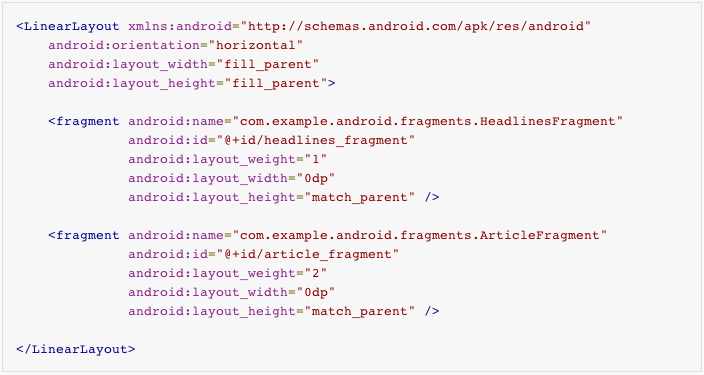 <LinearLayout xmlns:android="http://schemas.android.com/apk/res/android"
    android:orientation="horizontal"
    android:layout_width="fill_parent"
    android:layout_height="fill_parent">

    <fragment android:name="com.example.android.fragments.HeadlinesFragment"
              android:id="@+id/headlines_fragment"
              android:layout_weight="1"
              android:layout_width="0dp"
              android:layout_height="match_parent" />

    <fragment android:name="com.example.android.fragments.ArticleFragment"
              android:id="@+id/article_fragment"
              android:layout_weight="2"
              android:layout_width="0dp"
              android:layout_height="match_parent" />

</LinearLayout>